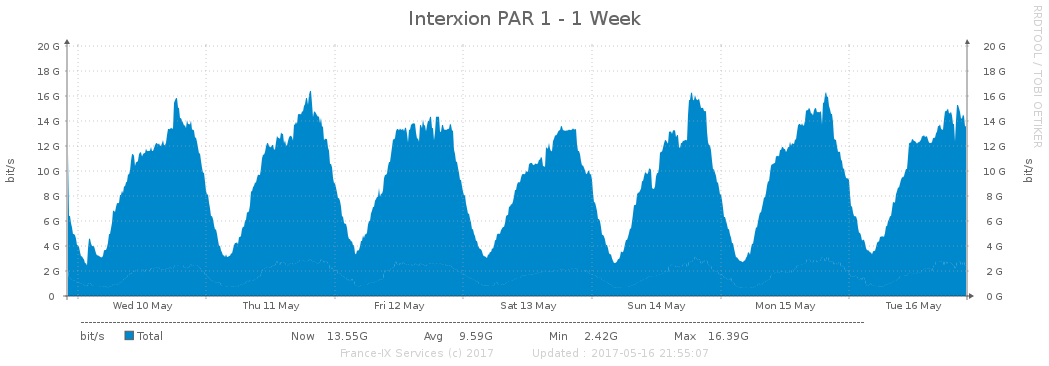 Interxion PAR 1 - 1 Week
RRDTOOL / TOBI OETIKER
20 G 20 G
18 G 18 G
16 G 16 G
14 G 14 G
12 G 12 G
10 G 10 G
8 G 8 G
6 G 6 G
4 G 4 G
2 G 2 G
0 0 G
bit/s bit/s
Wed 10 May Thu 11 May Fri 12 May Sat 13 May Sun 14 May Mon 15 May Tue 16 May
bit/s Total Now 13.55G Avg 9.59G Min 2.42G Max 16.39G
France-IX Services (c) 2017 Updated : 2017-05-16 21:55:07